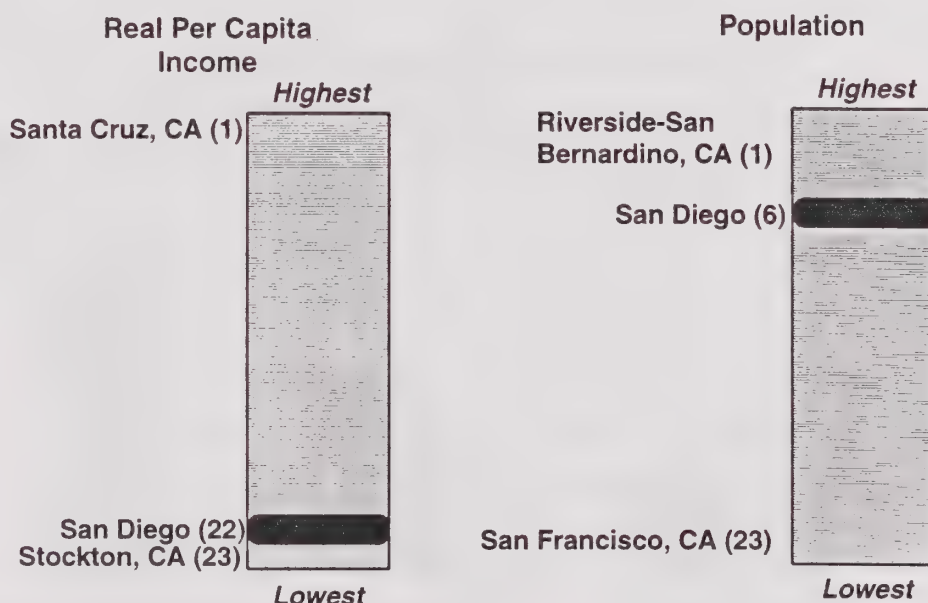 Real Per Capita
Income
Highest
Santa Cruz, CA (1)
San Diego (22)
Stockton, CA (23)
Lowest
Population
Highest
Riverside-San
Bernardino, CA (1)
San Diego (6)
San Francisco, CA (23)
Lowest